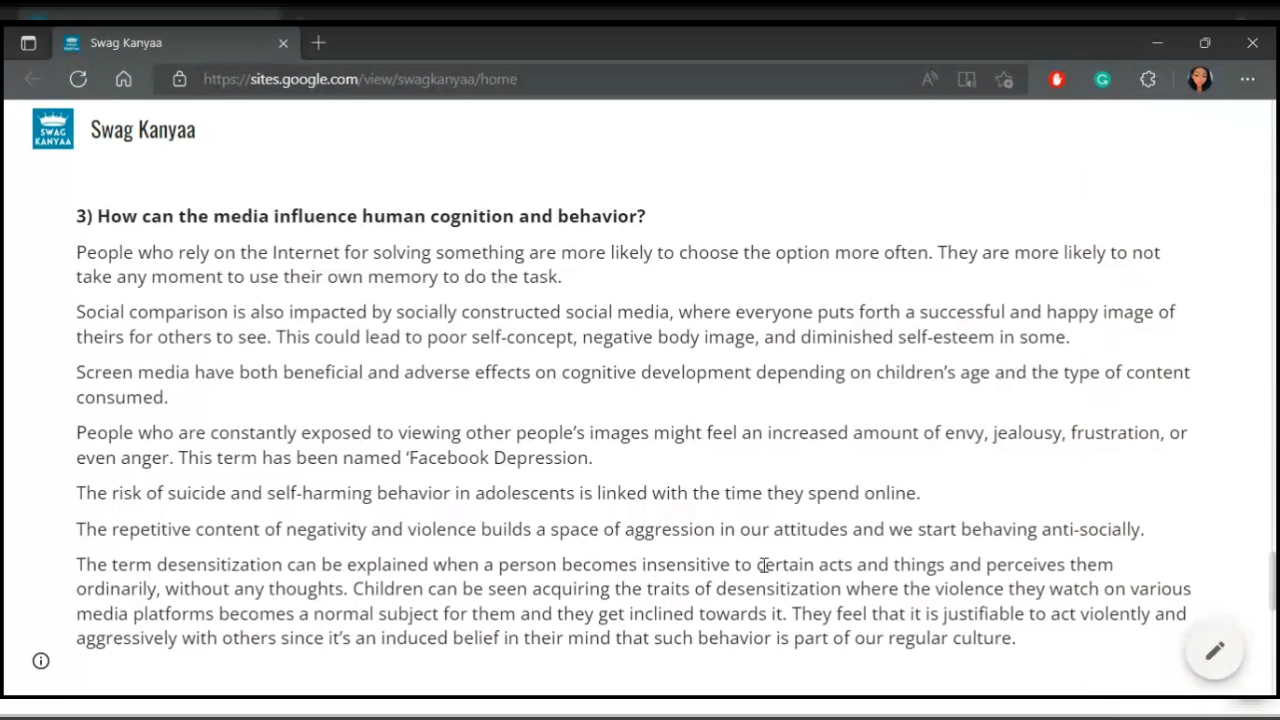 Swag Kanyaa
https://sites.google.com/view/swagkanyaa/home
SWAG
KANYAA
Swag Kanyaa
3) How can the media influence human cognition and behavior?
People who rely on the Internet for solving something are more likely to choose the option more often. They are more likely to not
take any moment to use their own memory to do the task.
Social comparison is also impacted by socially constructed social media, where everyone puts forth a successful and happy image of
theirs for others to see. This could lead to poor self-concept, negative body image, and diminished self-esteem in some.
Screen media have both beneficial and adverse effects on cognitive development depending on children’s age and the type of content
consumed.
People who are constantly exposed to viewing other people’s images might feel an increased amount of envy, jealousy, frustration, or
even anger. This term has been named ‘Facebook Depression.
The risk of suicide and self-harming behavior in adolescents is linked with the time they spend online.
The repetitive content of negativity and violence builds a space of aggression in our attitudes and we start behaving anti-socially.
The term desensitization can be explained when a person becomes insensitive to certain acts and things and perceives them
ordinarily, without any thoughts. Children can be seen acquiring the traits of desensitization where the violence they watch on various
media platforms becomes a normal subject for them and they get inclined towards it. They feel that it is justifiable to act violently and
aggressively with others since it’s an induced belief in their mind that such behavior is part of our regular culture.